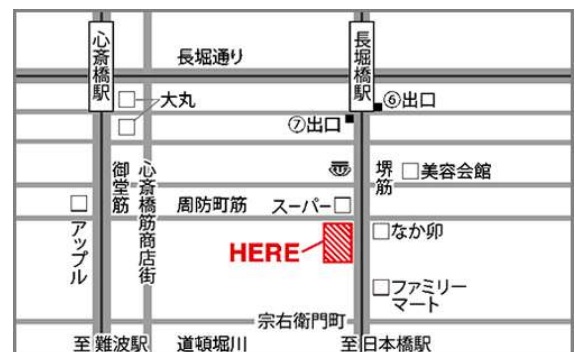 心斎橋駅
長堀通り
長堀橋駅
大丸
⑥出口
⑦出口
御堂筋
心斎橋筋商店街
堺筋
美容会館
アップル
周防町筋
スーパー
HERE
なか卯
ファミリー
マート
宗右衛門町
至難波駅
道頓堀川
至日本橋駅